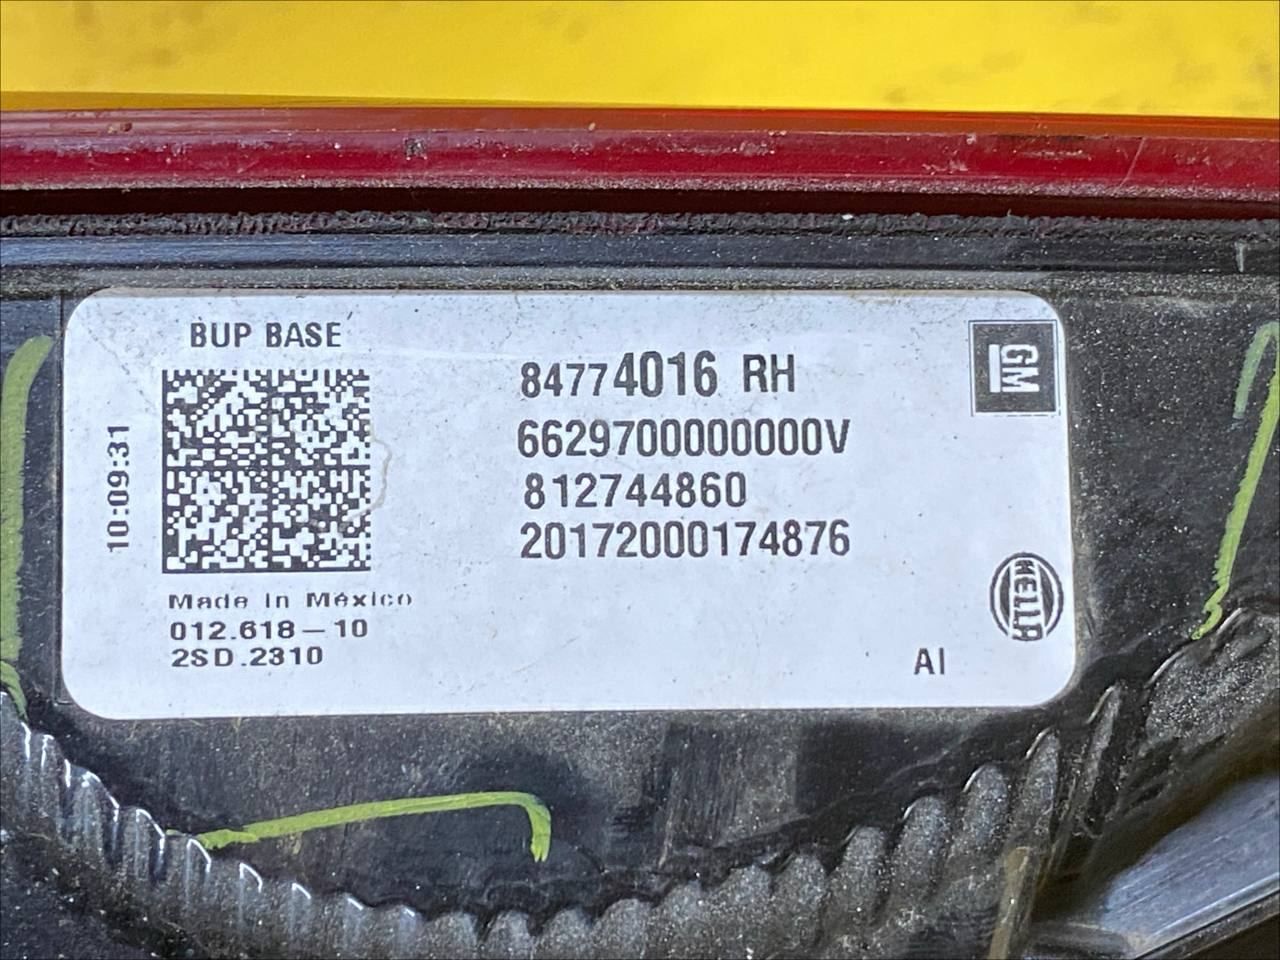 BUP BASE
10:09:31
84774016 RH
6629700000000V
812744860
20172000174876
GM
Made in México
012.618-10
2SD.2310
HELLA
AI